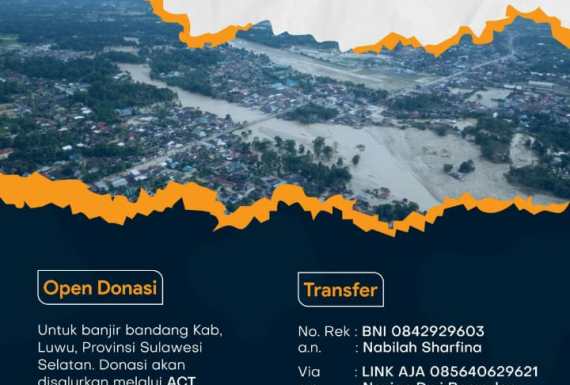 Open Donasi
Untuk banjir bandang Kab,
Luwu, Provinsi Sulawesi
Selatan. Donasi akan
disalurkan melalui ACT
Transfer
No. Rek : BNI 0842929603
a.n. : Nabilah Sharfina
Via : LINK AJA 085640629621